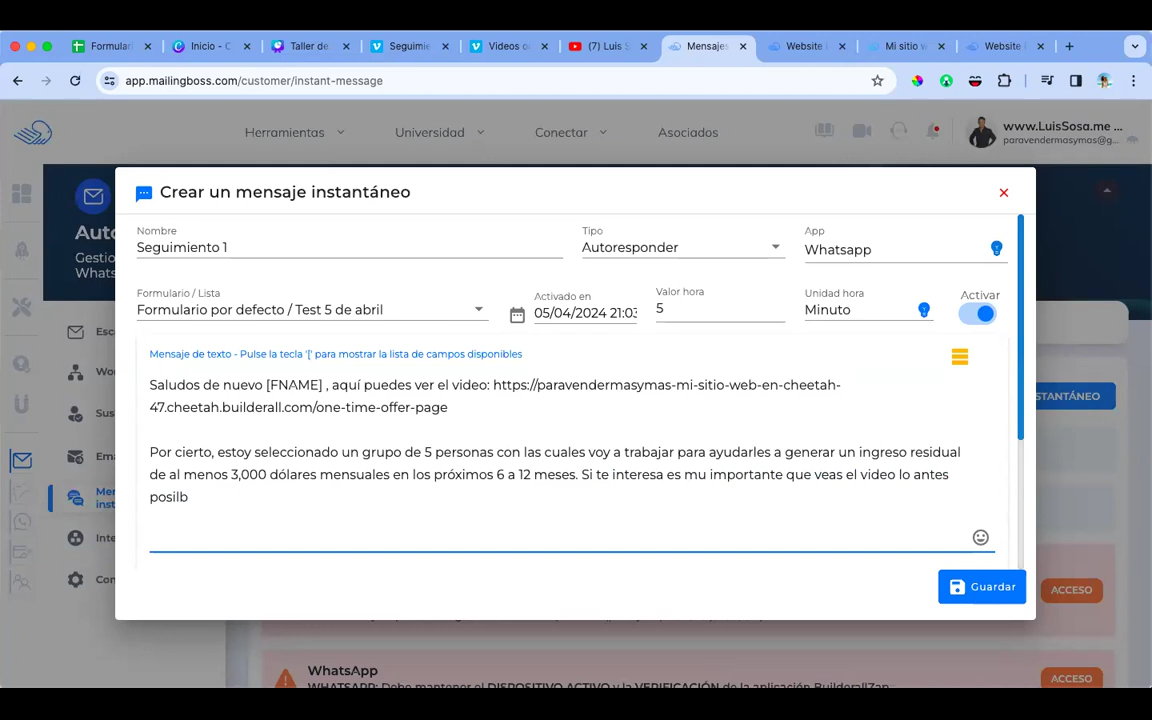 Formular
Inicio - C
Taller de
Seguimie
Videos o
(7) Luis S
Mensajes
Website
Mi sitio w
Website
app.mailingboss.com/customer/instant-message
Herramientas
Universidad
Conectar
Asociados
www.LuisSosa.me ...
paravendermasymas@g...
Crear un mensaje instantáneo
Auto
Gestio
Whats
Nombre
Seguimiento 1
Tipo
Autoresponder
App
Whatsapp
Formulario / Lista
Formulario por defecto / Test 5 de abril
Activado en
05/04/2024 21:03
Valor hora
5
Unidad hora
Minuto
Activar
Mensaje de texto - Pulse la tecla '[' para mostrar la lista de campos disponibles
Saludos de nuevo [FNAME] , aquí puedes ver el video: https://paravendermasymas-mi-sitio-web-en-cheetah-
47.cheetah.builderall.com/one-time-offer-page
Por cierto, estoy seleccionado un grupo de 5 personas con las cuales voy a trabajar para ayudarles a generar un ingreso residual
de al menos 3,000 dólares mensuales en los próximos 6 a 12 meses. Si te interesa es mu importante que veas el video lo antes
posilb
Guardar
Esc
Wo
Sus
Ema
Men
inst
Inte
Con
STANTÁNEO
ACCESO
WhatsApp
WHATSAPP: Debe mantener el DISPOSITIVO ACTIVO y la VERIFICACIÓN de la aplicación BuilderallZap
ACCESO